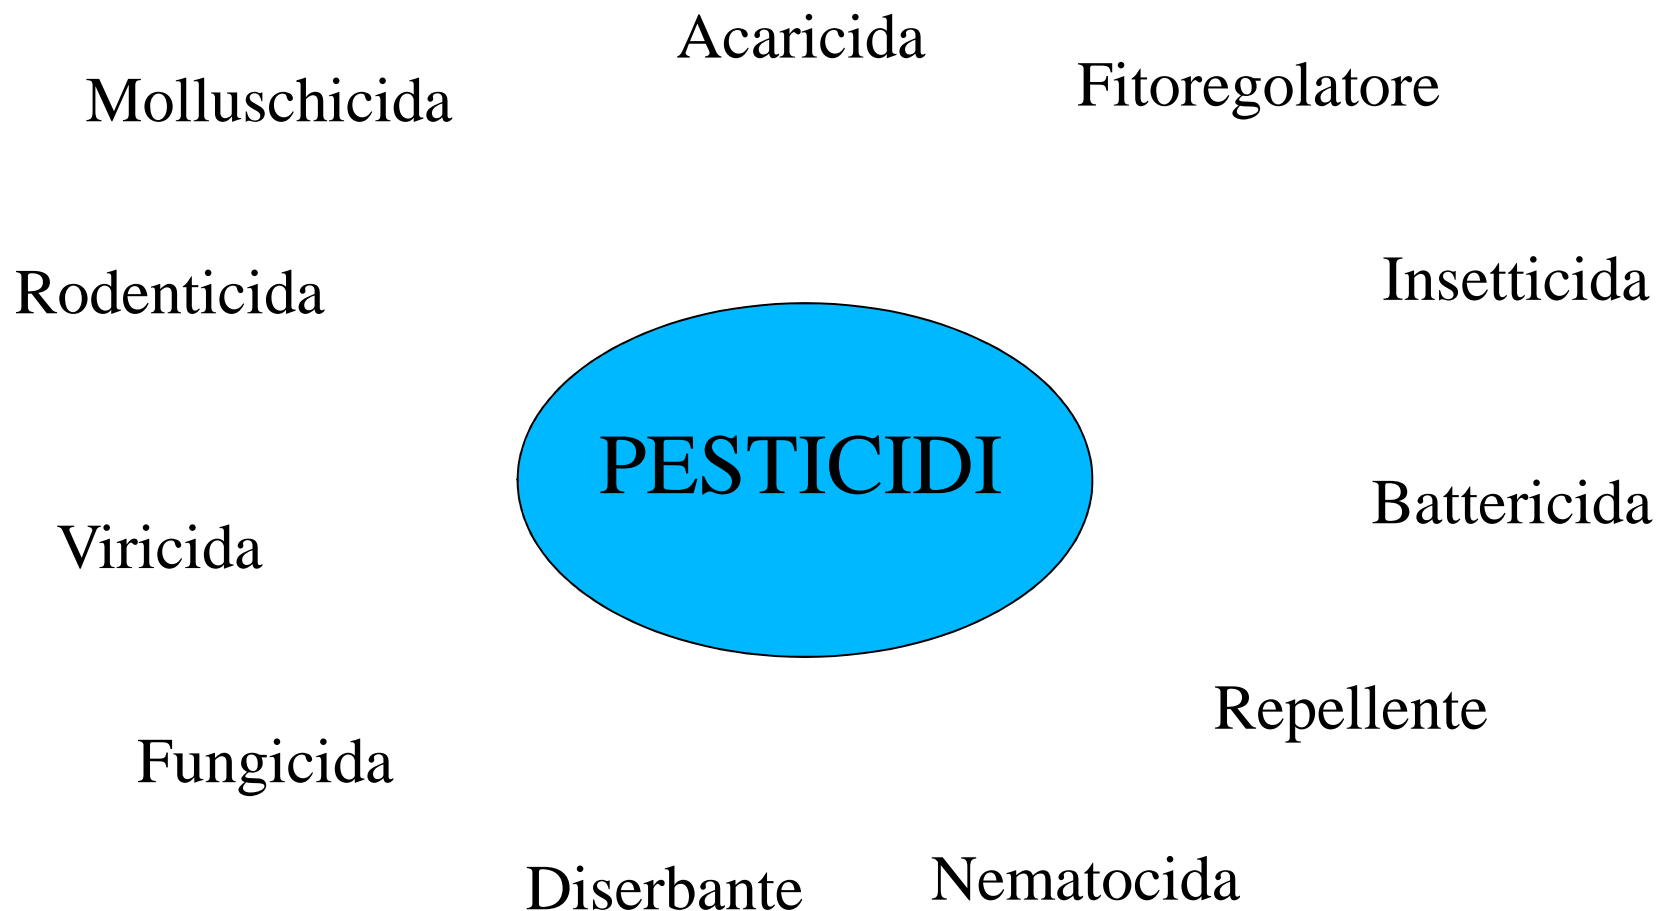 Acaricida
Fitoregolatore
Molluschicida
Insetticida
Rodenticida
PESTICIDI
Battericida
Viricida
Repellente
Fungicida
Nematocida
Diserbante